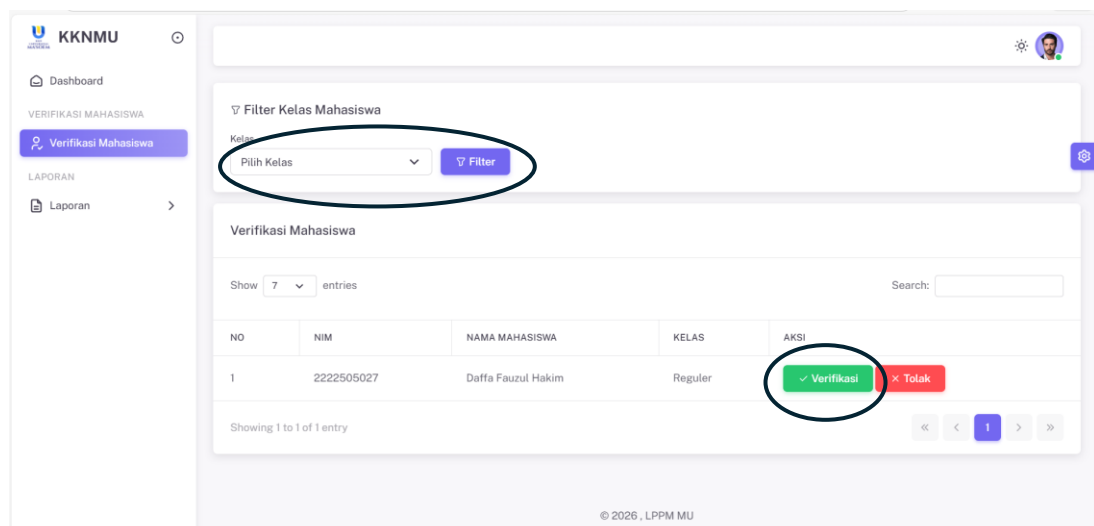 KKNMU
Dashboard
VERIFIKASI MAHASISWA
Verifikasi Mahasiswa
LAPORAN
Laporan
Filter Kelas Mahasiswa
Kelas
Pilih Kelas
Filter
Verifikasi Mahasiswa
Show 7 entries
Search:
NO NIM NAMA MAHASISWA KELAS AKSI
1 2222505027 Daffa Fauzul Hakim Reguler Verifikasi Tolak
Showing 1 to 1 of 1 entry
« < 1 > »
© 2026 , LPPM MU